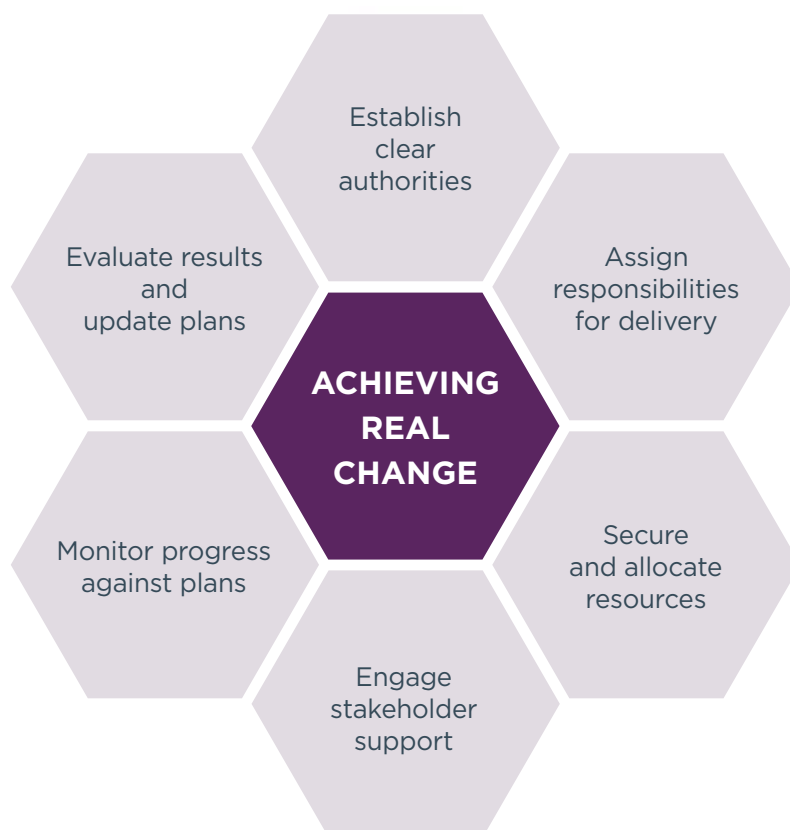 Establish
clear
authorities
Assign
responsibilities
for delivery
Secure
and allocate
resources
Engage
stakeholder
support
Monitor progress
against plans
Evaluate results
and
update plans
ACHIEVING
REAL
CHANGE